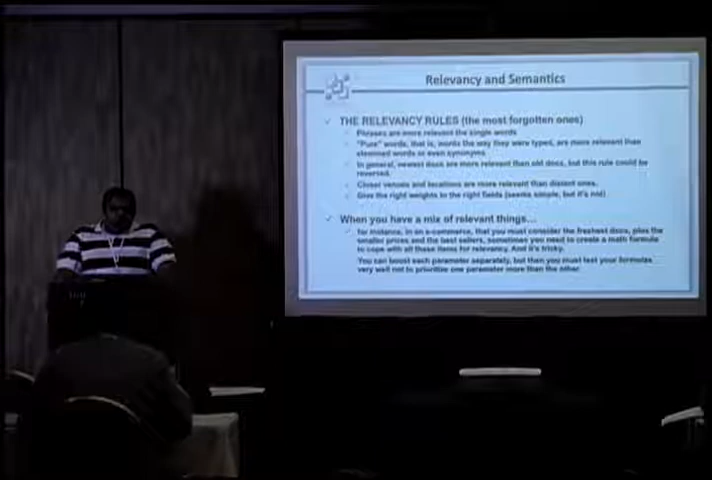 Relevancy and Semantics
THE RELEVANCY RULES (the most forgotten ones)
Phrases are more relevant the single words
"Pure" words, that is, words the way they were typed, are more relevant than
stemmed words or even synonyms
In general, newest docs are more relevant than old docs, but this rule could be
reversed.
Closer venues and locations are more relevant than distant ones.
Give the right weights to the right fields (seems simple, but it's not)
When you have a mix of relevant things...
for instance, in an e-commerce, that you must consider the freshest docs, plus the
smaller prices and the best sellers, sometimes you need to create a math formula
to cope with all these items for relevancy. And it's tricky.
You can boost each parameter separately, but then you must test your formulas
very well not to prioritize one parameter more than the other.